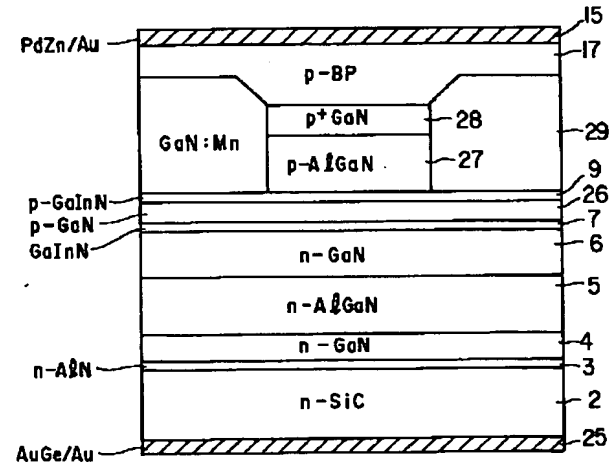 15
PdZn/Au
17
p-BP
p+GaN
28
29
GaN:Mn
p-AlGaN
27
9
p-GaInN
26
p-GaN
7
GaInN
6
n-GaN
5
n-AlGaN
n-GaN
4
n-AlN
3
n-SiC
2
AuGe/Au
25